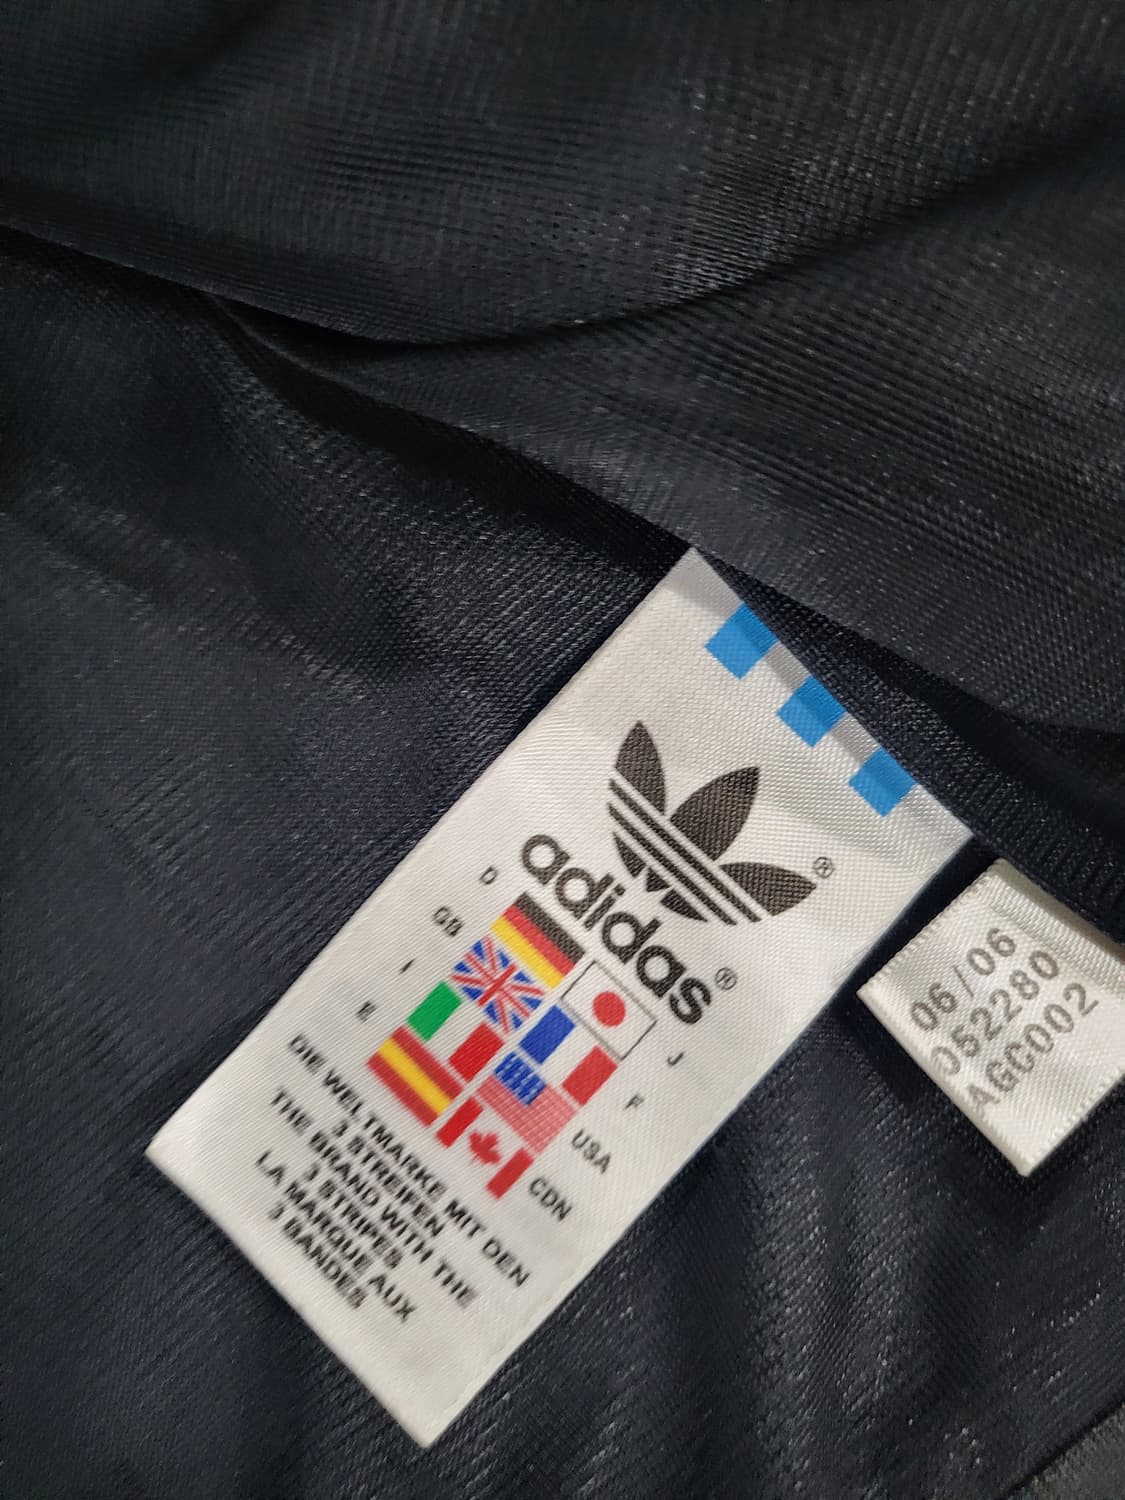 ®
adidas®
D
GB
I
E
J
F
USA
CDN
DIE WELTMARKE MIT DEN
3 STREIFEN
THE BRAND WITH THE
3 STRIPES
LA MARQUE AUX
3 BANDES
06/06
052280
AGC002